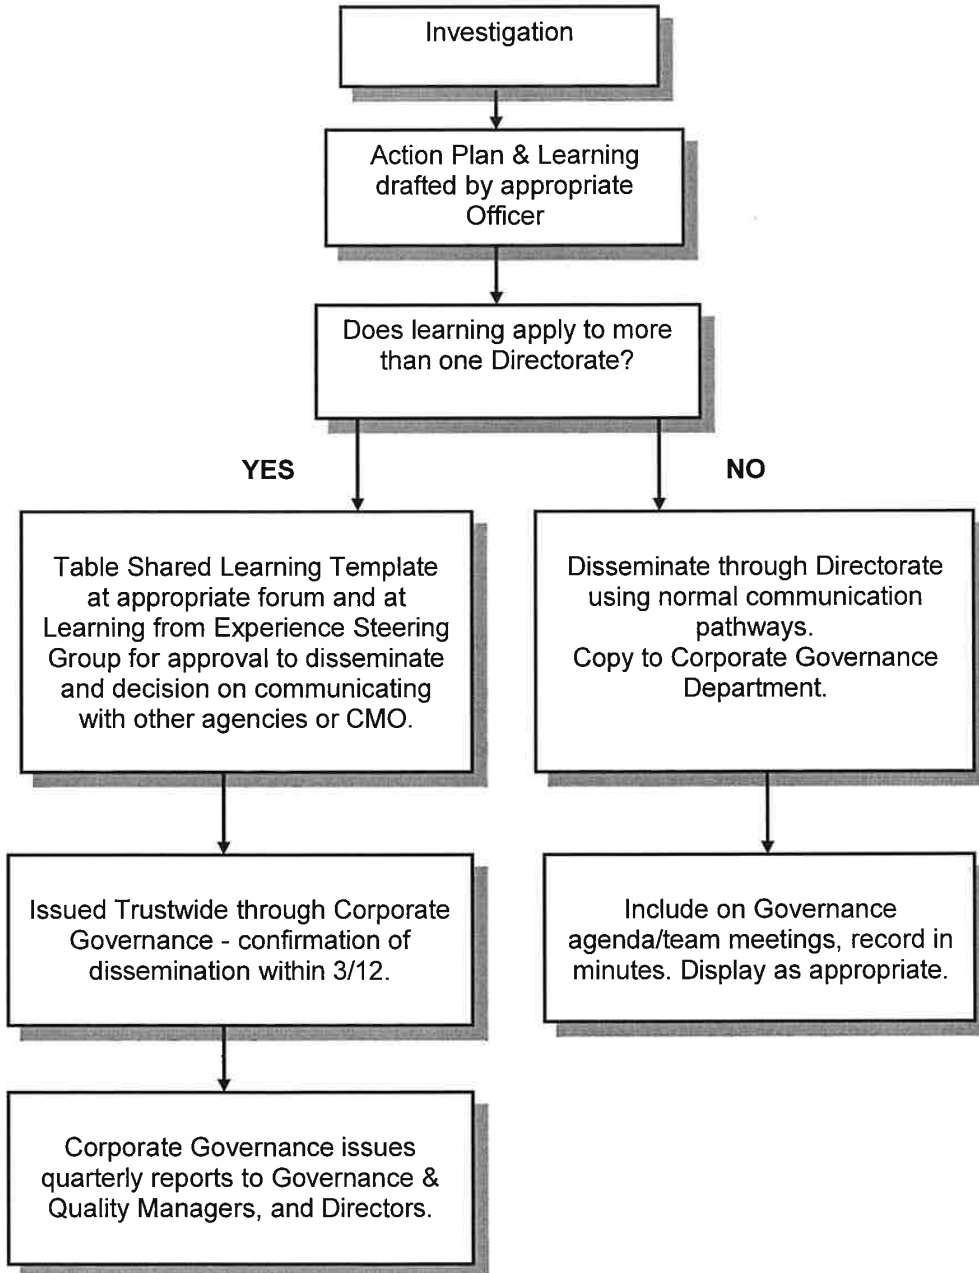 Investigation
Action Plan & Learning
drafted by appropriate
Officer
Does learning apply to more
than one Directorate?
YES
NO
Table Shared Learning Template
at appropriate forum and at
Learning from Experience Steering
Group for approval to disseminate
and decision on communicating
with other agencies or CMO.
Disseminate through Directorate
using normal communication
pathways.
Copy to Corporate Governance
Department.
Issued Trustwide through Corporate
Governance - confirmation of
dissemination within 3/12.
Include on Governance
agenda/team meetings, record in
minutes. Display as appropriate.
Corporate Governance issues
quarterly reports to Governance &
Quality Managers, and Directors.